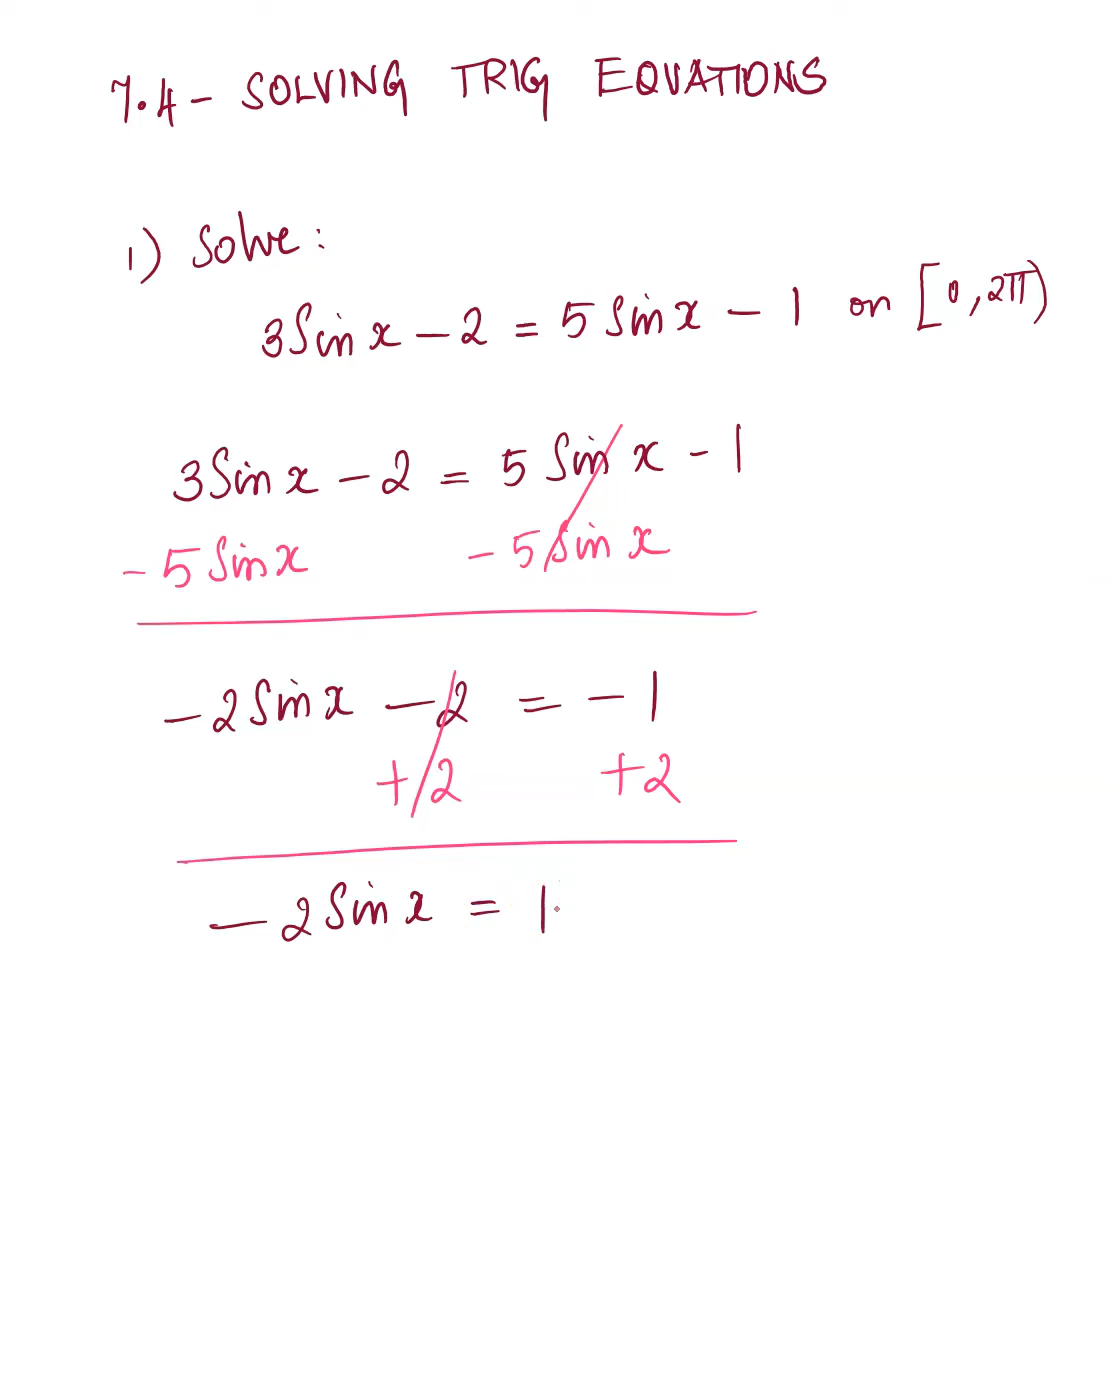 7.4 - SOLVING TRIG EQUATIONS
1) Solve:
3 Sin x - 2 = 5 Sin x - 1 on [0, 2π)
3 Sin x - 2 = 5 Sin x - 1
- 5 Sin x - 5 Sin x
- 2 Sin x - 2 = - 1
+ 2 + 2
- 2 Sin x = 1